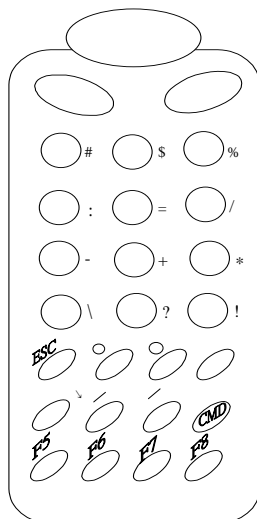 # $ %
: = /
- + *
\ ? !
ESC
CMD
F5 F6 F7 F8